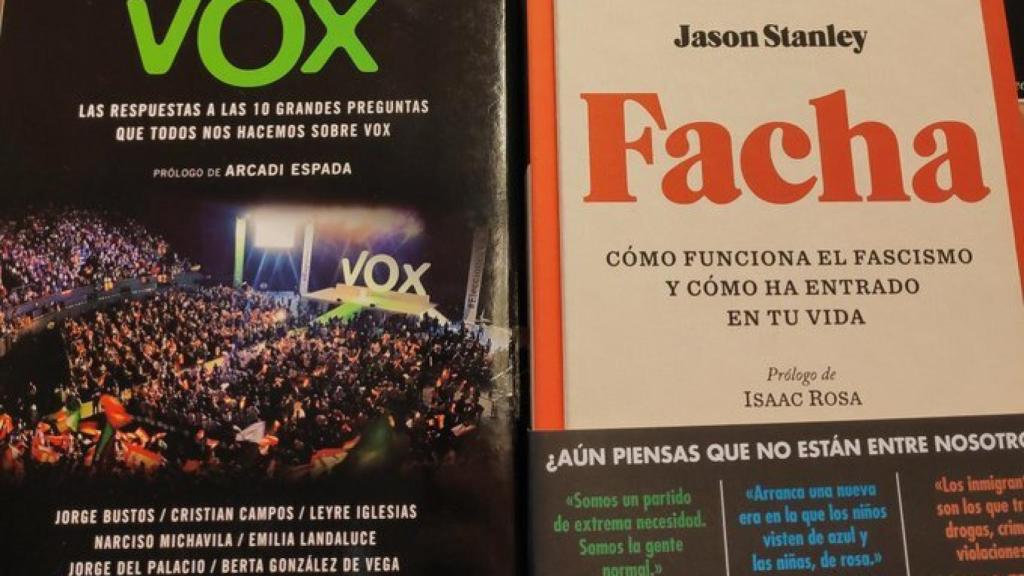 VOX
LAS RESPUESTAS A LAS 10 GRANDES PREGUNTAS
QUE TODOS NOS HACEMOS SOBRE VOX
PRÓLOGO DE ARCADI ESPADA
VOX
JORGE BUSTOS / CRISTIAN CAMPOS / LEYRE IGLESIAS
NARCISO MICHAVILA / EMILIA LANDALUCE
JORGE DEL PALACIO / BERTA GONZÁLEZ DE VEGA
Jason Stanley
Facha
CÓMO FUNCIONA EL FASCISMO
Y CÓMO HA ENTRADO
EN TU VIDA
Prólogo de
ISAAC ROSA
¿AÚN PIENSAS QUE NO ESTÁN ENTRE NOSOTRO
«Somos un partido
de extrema necesidad.
Somos la gente
normal.»
«Arranca una nueva
era en la que los niños
visten de azul y
las niñas, de rosa.»
«Los inmigran
son los que tr
drogas, crim
violaciones